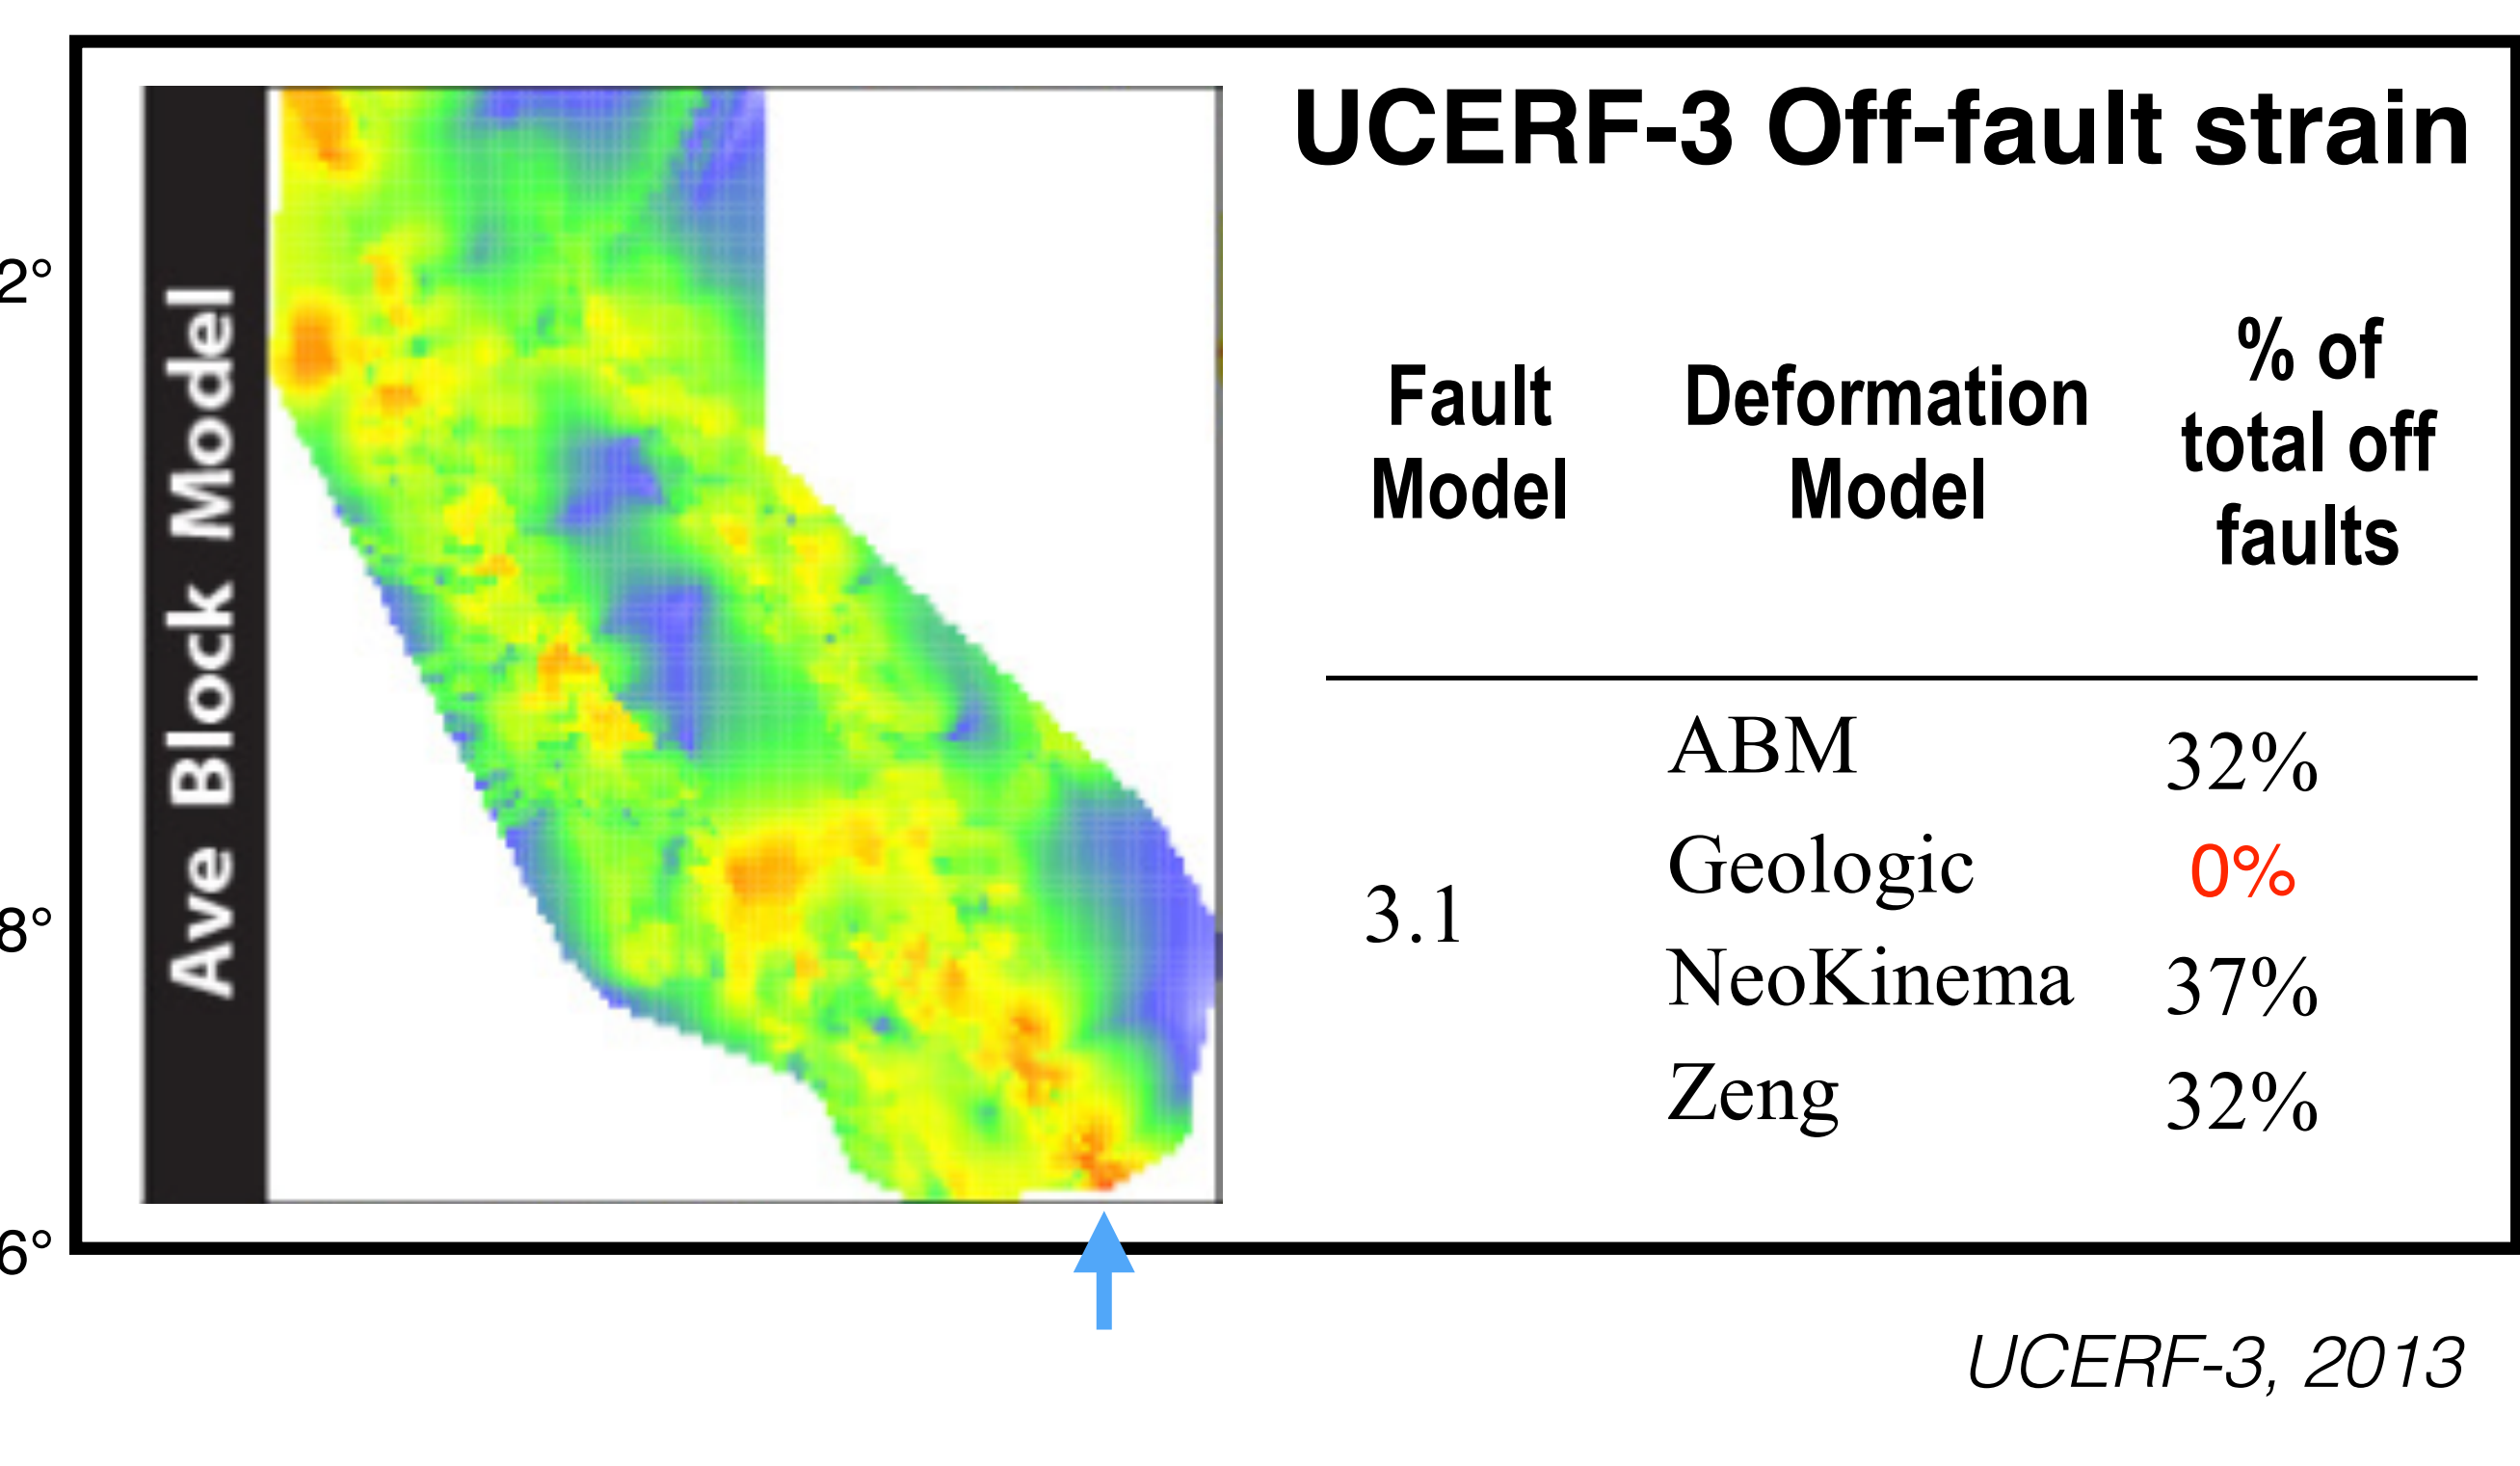 UCERF-3 Off-fault strain
2°
8°
6°
Ave Block Model
Fault
Model
Deformation
Model
% of
total off
faults
3.1
ABM 32%
Geologic 0%
NeoKinema 37%
Zeng 32%
UCERF-3, 2013